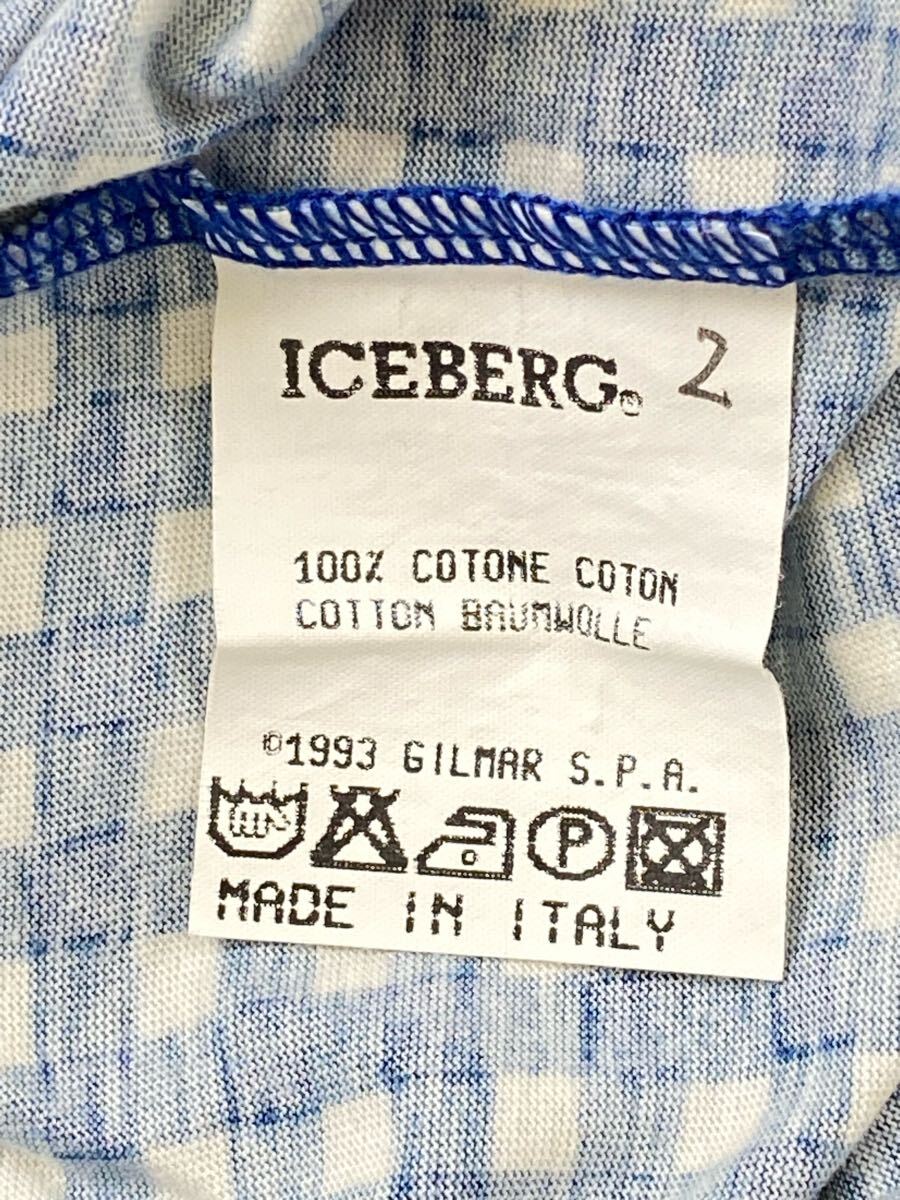 ICEBERG® 2
100% COTONE COTON
COTTON BAUMWOLLE
©1993 GILMAR S.P.A.
P
MADE IN ITALY